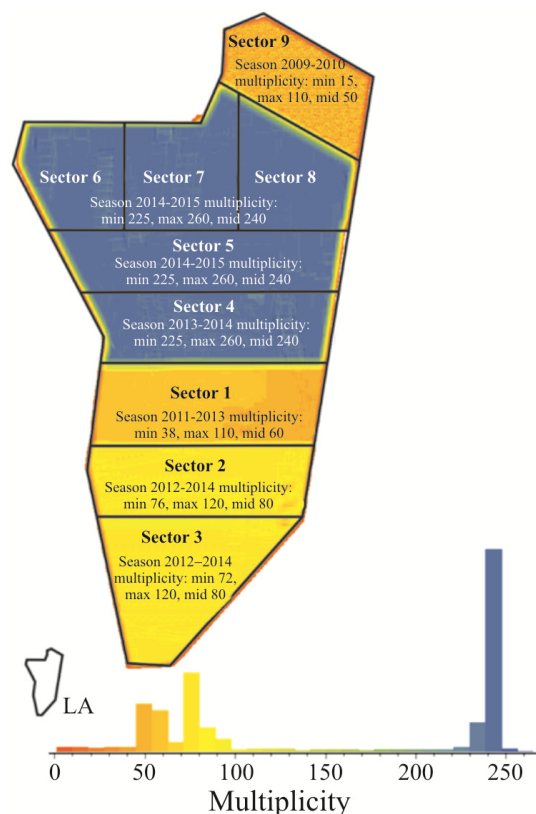 Sector 9
Season 2009-2010
multiplicity: min 15,
max 110, mid 50
Sector 6
Sector 7
Sector 8
Season 2014-2015 multiplicity:
min 225, max 260, mid 240
Sector 5
Season 2014-2015 multiplicity:
min 225, max 260, mid 240
Sector 4
Season 2013-2014 multiplicity:
min 225, max 260, mid 240
Sector 1
Season 2011-2013 multiplicity:
min 38, max 110, mid 60
Sector 2
Season 2012-2014 multiplicity:
min 76, max 120, mid 80
Sector 3
Season 2012–2014
multiplicity: min 72,
max 120, mid 80
LA
0 50 100 150 200 250
Multiplicity